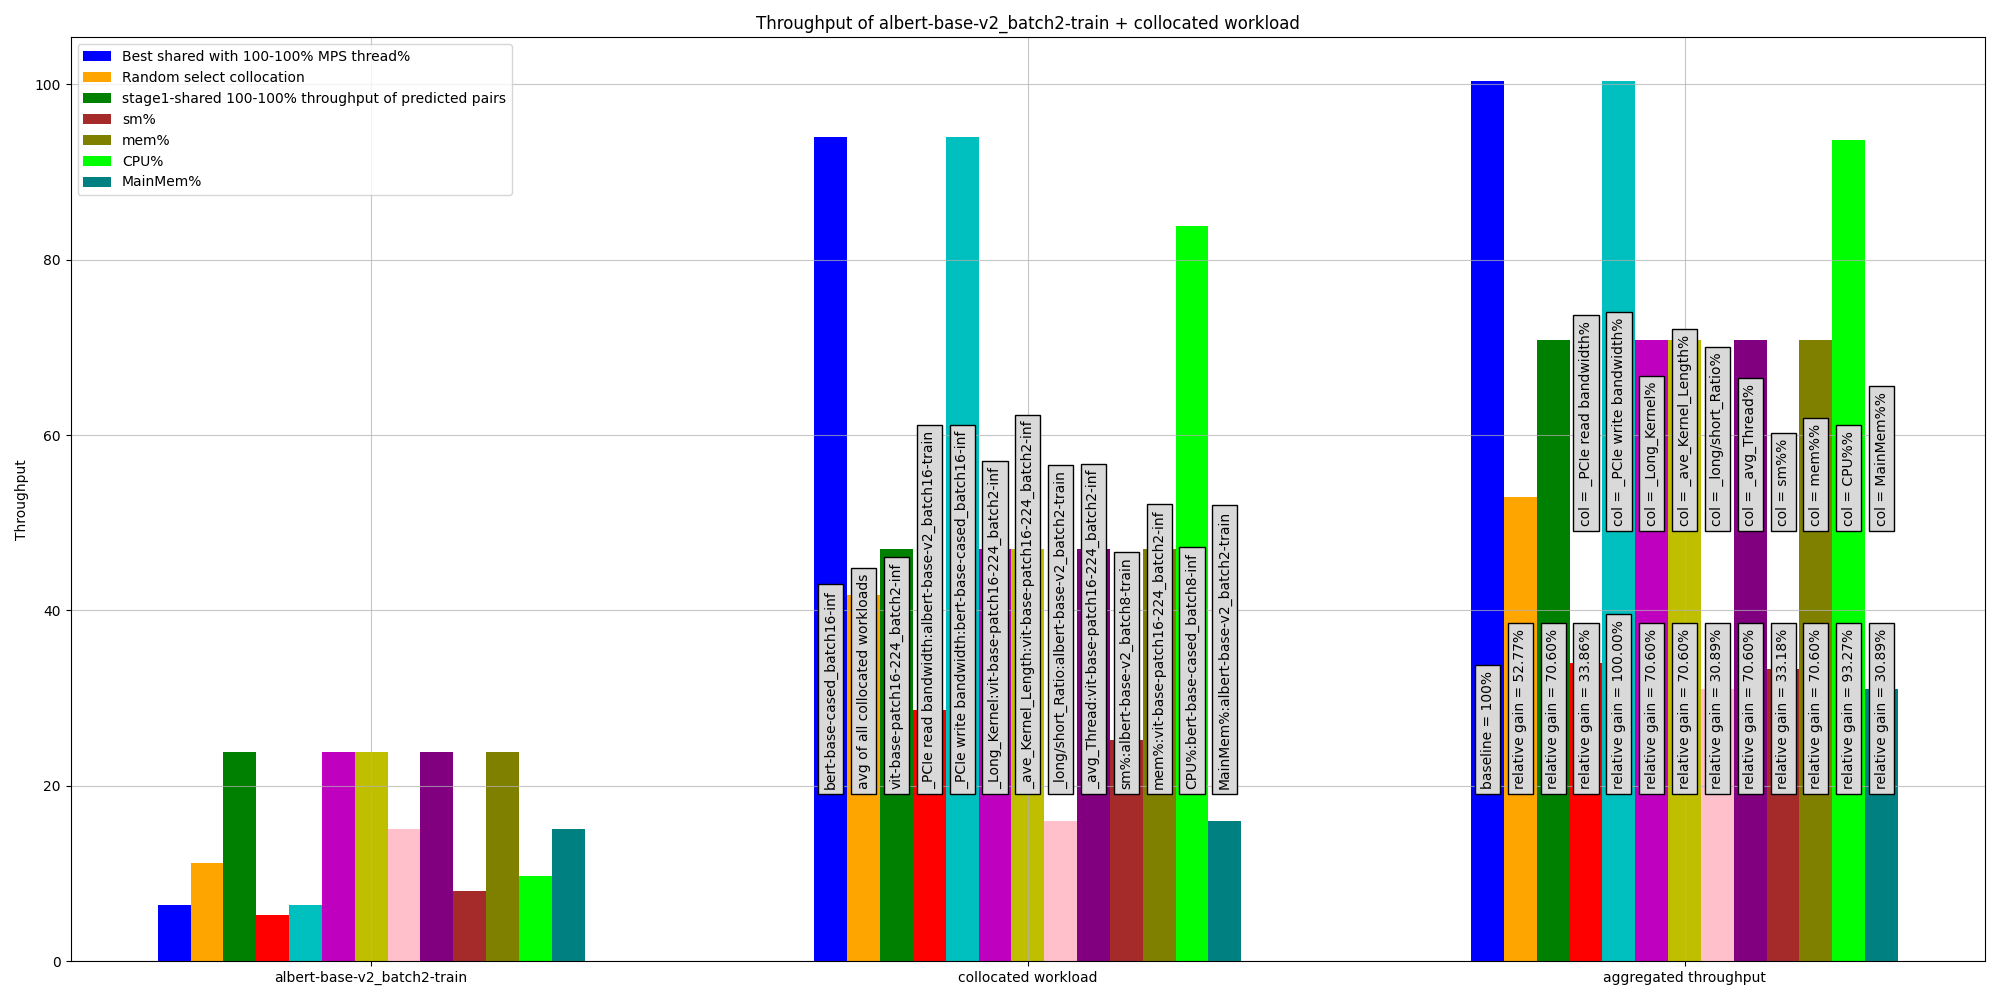 Throughput of albert-base-v2_batch2-train + collocated workload
Best shared with 100-100% MPS thread%
Random select collocation
stage1-shared 100-100% throughput of predicted pairs
sm%
mem%
CPU%
MainMem%
Throughput
100
80
60
40
20
0
bert-base-cased_batch16-inf
avg of all collocated workloads
vit-base-patch16-224_batch2-inf
_PCIe read bandwidth:albert-base-v2_batch16-train
_PCIe write bandwidth:bert-base-cased_batch16-inf
_Long_Kernel:vit-base-patch16-224_batch2-inf
_ave_Kernel_Length:vit-base-patch16-224_batch2-inf
_long/short_Ratio:albert-base-v2_batch2-train
_avg_Thread:vit-base-patch16-224_batch2-inf
sm%:albert-base-v2_batch8-train
mem%:vit-base-patch16-224_batch2-inf
CPU%:bert-base-cased_batch8-inf
MainMem%:albert-base-v2_batch2-train
col = _PCIe read bandwidth%
col = _PCIe write bandwidth%
col = _Long_Kernel%
col = _ave_Kernel_Length%
col = _long/short_Ratio%
col = _avg_Thread%
col = sm%%
col = mem%%
col = CPU%%
col = MainMem%%
baseline = 100%
relative gain = 52.77%
relative gain = 70.60%
relative gain = 33.86%
relative gain = 100.00%
relative gain = 70.60%
relative gain = 70.60%
relative gain = 30.89%
relative gain = 70.60%
relative gain = 33.18%
relative gain = 70.60%
relative gain = 93.27%
relative gain = 30.89%
albert-base-v2_batch2-train
collocated workload
aggregated throughput